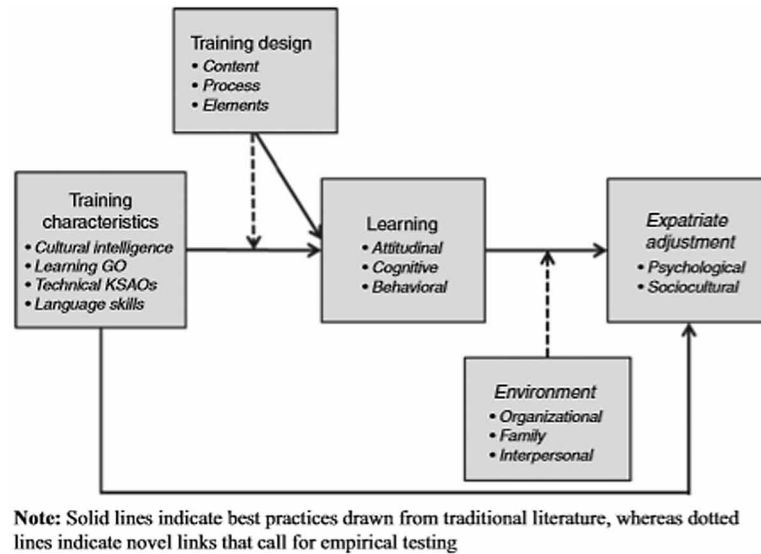 Training design
• Content
• Process
• Elements
Training
characteristics
• Cultural intelligence
• Learning GO
• Technical KSAOs
• Language skills
Learning
• Attitudinal
• Cognitive
• Behavioral
Expatriate
adjustment
• Psychological
• Sociocultural
Environment
• Organizational
• Family
• Interpersonal
Note: Solid lines indicate best practices drawn from traditional literature, whereas dotted
lines indicate novel links that call for empirical testing